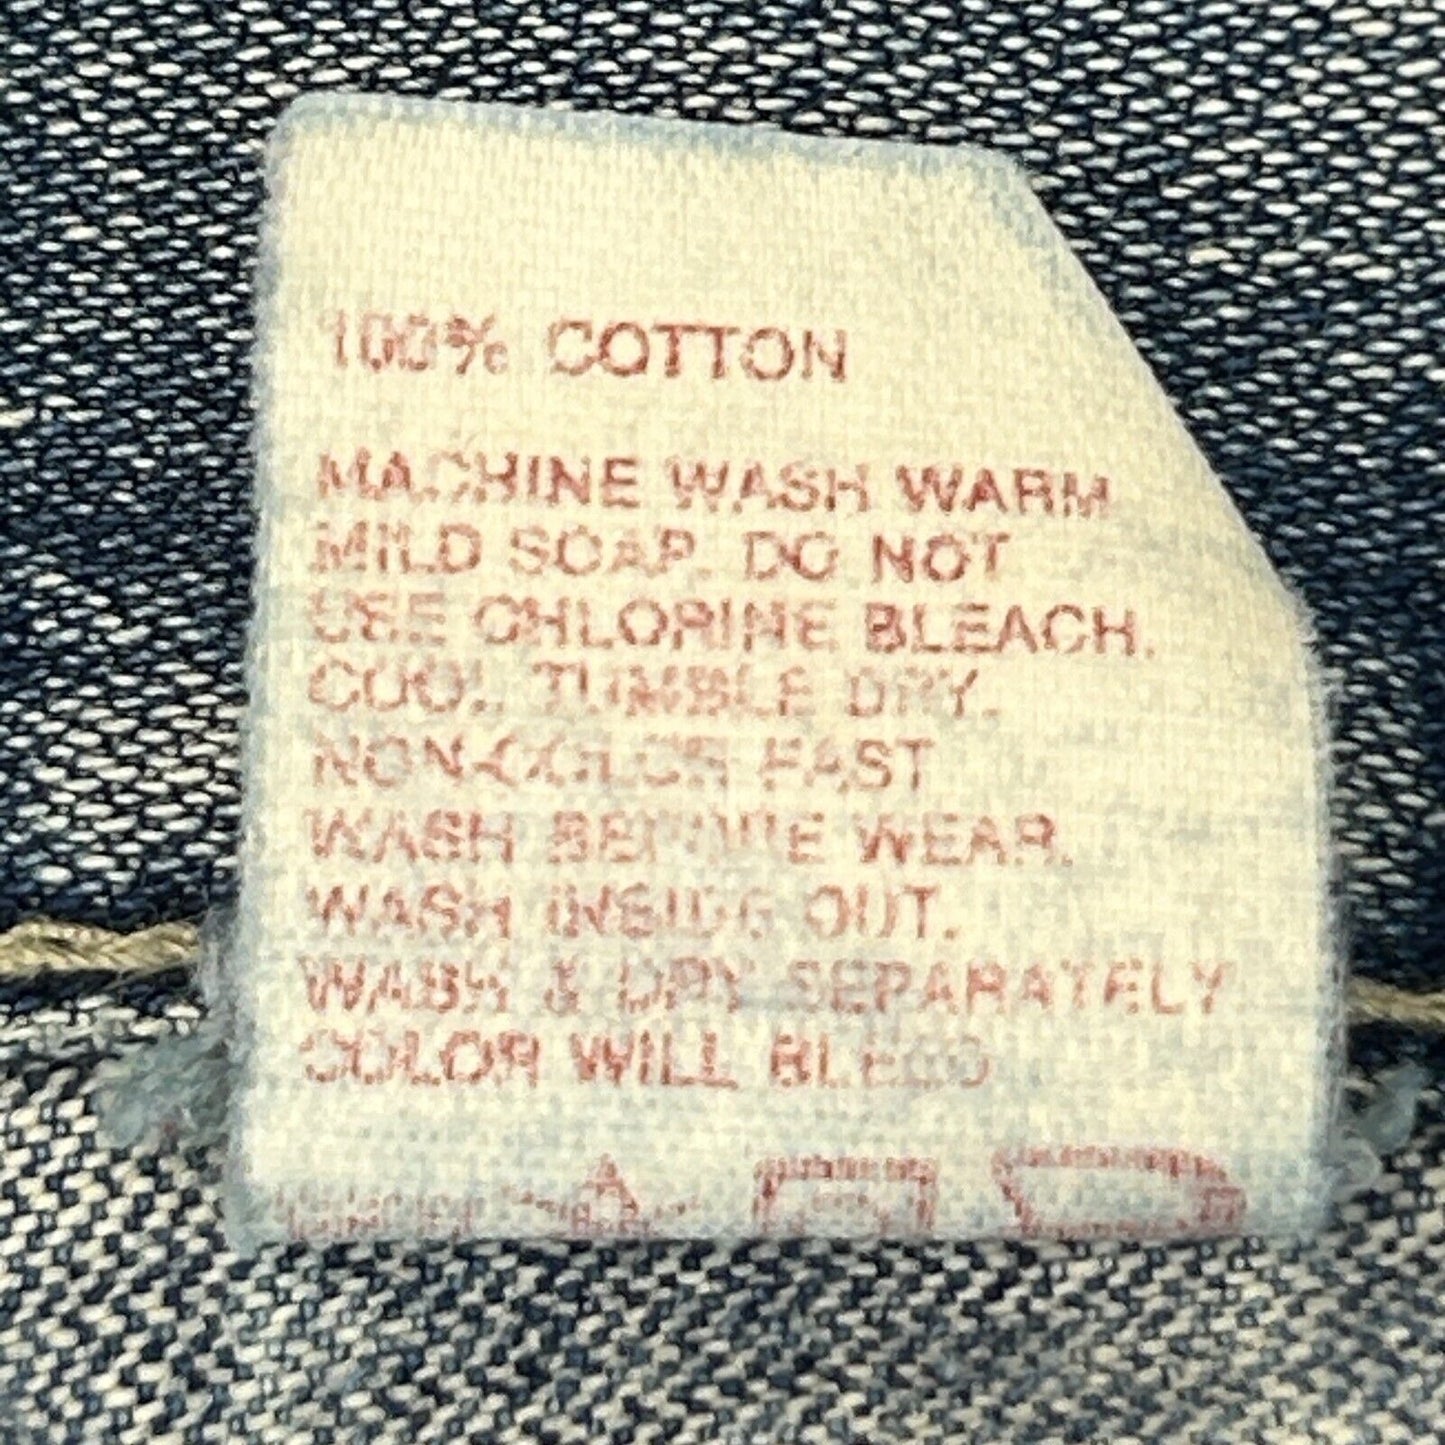 100% COTTON
MACHINE WASH WARM
MILD SOAP. DO NOT
USE CHLORINE BLEACH.
COOL TUMBLE DRY.
NON-COLOR FAST
WASH BEFORE WEAR.
WASH INSIDE OUT.
WASH & DRY SEPARATELY
COLOR WILL BLEED